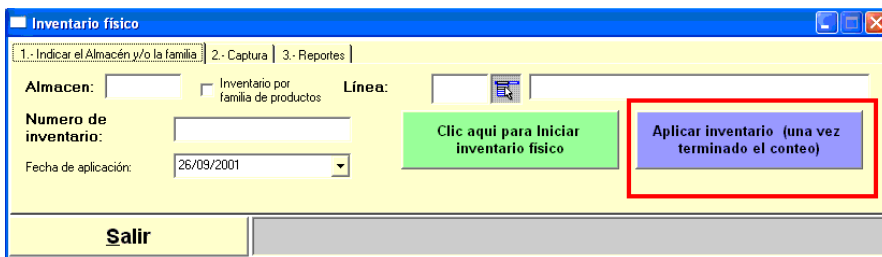 Inventario físico
1.- Indicar el Almacén y/o la familia 2.- Captura 3.- Reportes
Almacen: Inventario por familia de productos Línea:
Numero de inventario:
Clic aqui para Iniciar inventario físico
Aplicar inventario (una vez terminado el conteo)
Fecha de aplicación: 26/09/2001
Salir